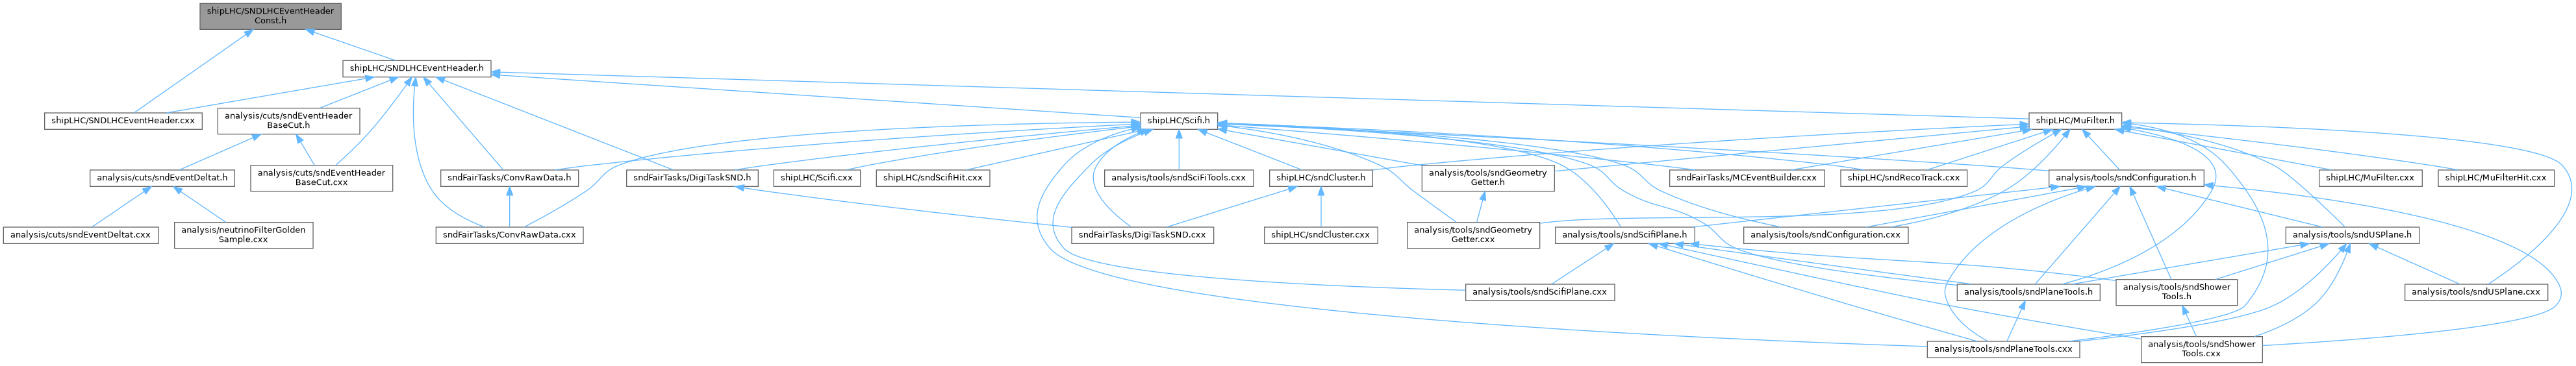 shipLHC/SNDLHCEventHeader
Const.h
shipLHC/SNDLHCEventHeader.h
shipLHC/SNDLHCEventHeader.cxx
analysis/cuts/sndEventHeader
BaseCut.h
shipLHC/Scifi.h
shipLHC/MuFilter.h
analysis/cuts/sndEventDeltat.h
analysis/cuts/sndEventHeader
BaseCut.cxx
sndFairTasks/ConvRawData.h
sndFairTasks/DigiTaskSND.h
shipLHC/Scifi.cxx
shipLHC/sndScifiHit.cxx
analysis/tools/sndSciFiTools.cxx
shipLHC/sndCluster.h
analysis/tools/sndGeometry
Getter.h
sndFairTasks/MCEventBuilder.cxx
shipLHC/sndRecoTrack.cxx
analysis/tools/sndConfiguration.h
shipLHC/MuFilter.cxx
shipLHC/MuFilterHit.cxx
analysis/cuts/sndEventDeltat.cxx
analysis/neutrinoFilterGolden
Sample.cxx
sndFairTasks/ConvRawData.cxx
sndFairTasks/DigiTaskSND.cxx
shipLHC/sndCluster.cxx
analysis/tools/sndGeometry
Getter.cxx
analysis/tools/sndScifiPlane.h
analysis/tools/sndConfiguration.cxx
analysis/tools/sndUSPlane.h
analysis/tools/sndScifiPlane.cxx
analysis/tools/sndPlaneTools.h
analysis/tools/sndShower
Tools.h
analysis/tools/sndUSPlane.cxx
analysis/tools/sndPlaneTools.cxx
analysis/tools/sndShower
Tools.cxx